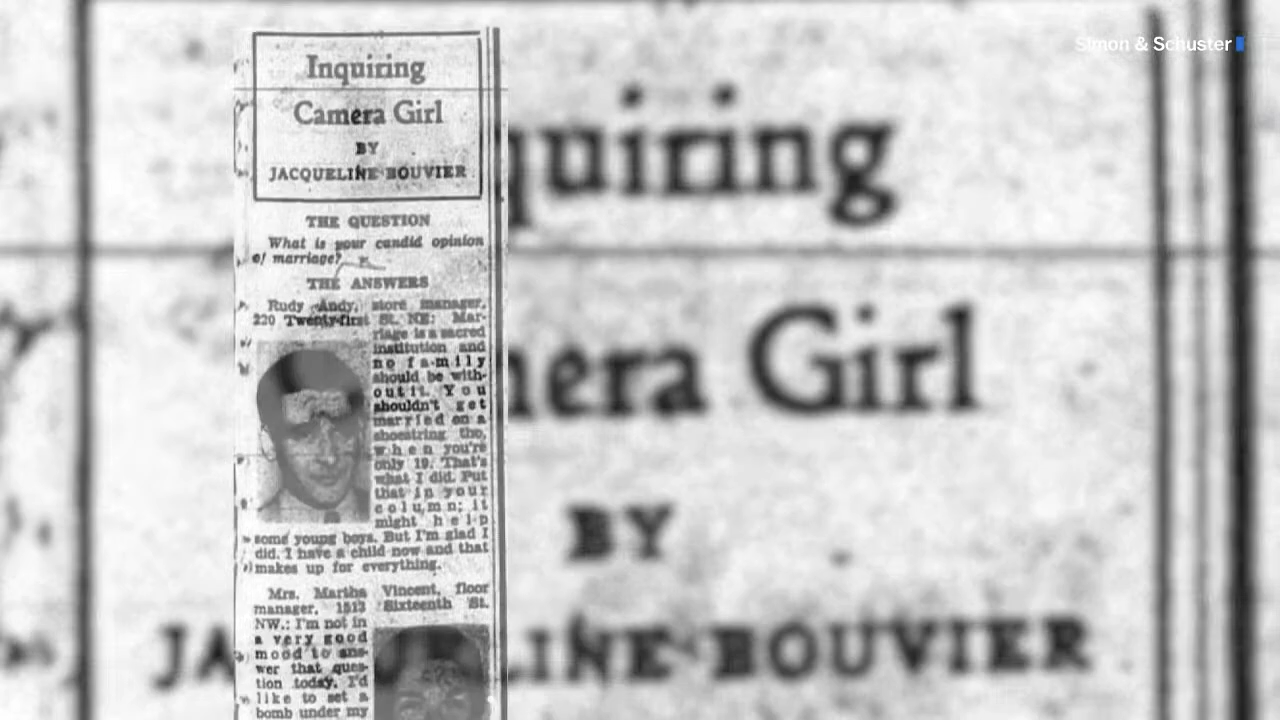 Simon & Schuster
Inquiring
Camera Girl
BY
JACQUELINE BOUVIER
THE QUESTION
What is your candid opinion
of marriage?
THE ANSWERS
Rudy Andy, store manager,
220 Twenty-first St. NE: Mar-
riage is a sacred
institution and
no family
should be with-
out it. You
shouldn't get
married on a
shoestring tho,
when you're
only 19. That's
what I did. Put
that in your
column; it
might help
some young boys. But I'm glad I
did. I have a child now and that
makes up for everything.
Mrs. Martha Vincent, floor
manager, 1513 Sixteenth St.
NW.: I'm not in
a very good
mood to ans-
wer that ques-
tion today. I'd
like to set a
bomb under my
quiring
mera Girl
BY
JA LINE BOUVIER